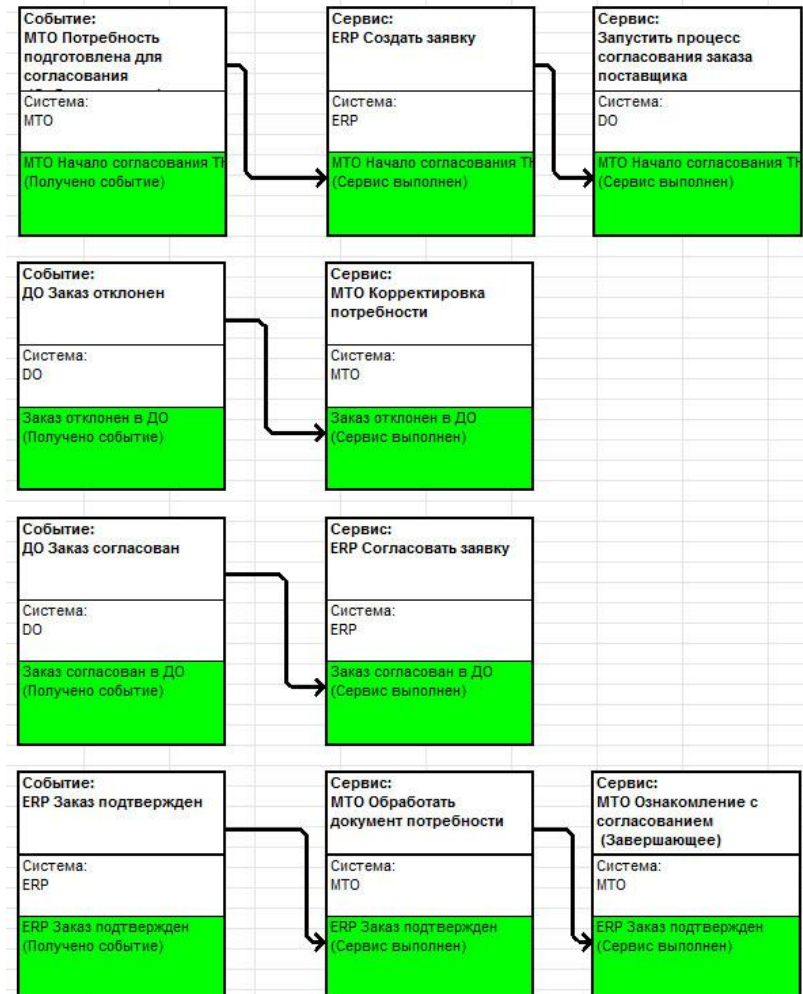 Событие:
МТО Потребность
подготовлена для
согласования
Система:
МТО
МТО Начало согласования
(Получено событие)
Сервис:
ERP Создать заявку
Система:
ERP
МТО Начало согласования
(Сервис выполнен)
Сервис:
Запустить процесс
согласования заказа
поставщика
Система:
DO
МТО Начало согласования
(Сервис выполнен)
Событие:
ДО Заказ отклонен
Система:
DO
Заказ отклонен в ДО
(Получено событие)
Сервис:
МТО Корректировка
потребности
Система:
МТО
Заказ отклонен в ДО
(Сервис выполнен)
Событие:
ДО Заказ согласован
Система:
DO
Заказ согласован в ДО
(Получено событие)
Сервис:
ERP Согласовать заявку
Система:
ERP
Заказ согласован в ДО
(Сервис выполнен)
Событие:
ERP Заказ подтвержден
Система:
ERP
ERP Заказ подтвержден
(Получено событие)
Сервис:
МТО Обработать
документ потребности
Система:
МТО
ERP Заказ подтвержден
(Сервис выполнен)
Сервис:
МТО Ознакомление с
согласованием
(Завершающее)
Система:
МТО
ERP Заказ подтвержден
(Сервис выполнен)